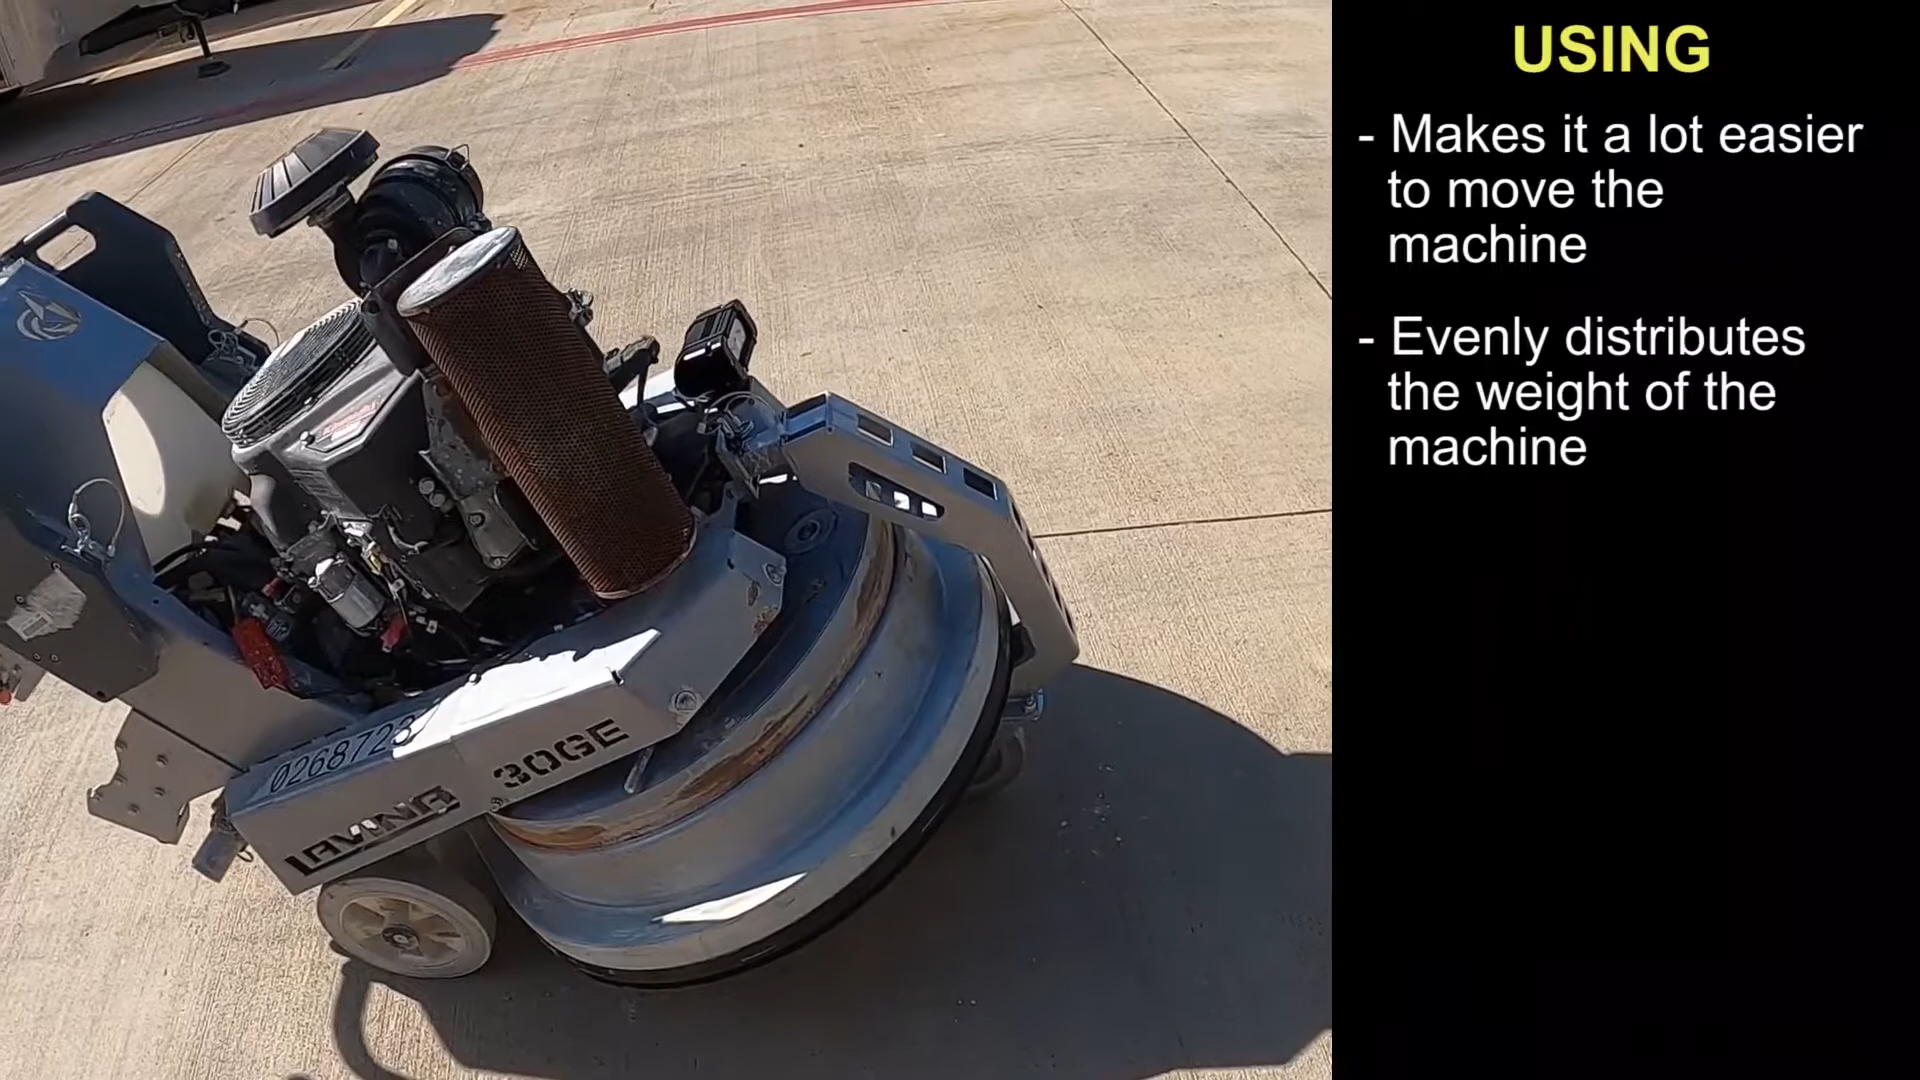 USING
- Makes it a lot easier
to move the
machine
- Evenly distributes
the weight of the
machine
0268723
LAVINA
30GE